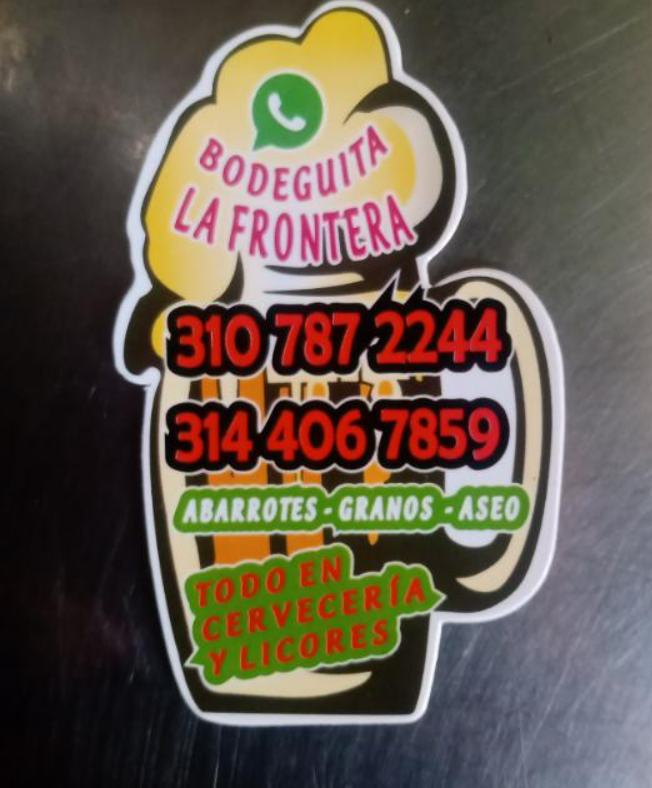 BODEGUITA
LA FRONTERA
310 787 2244
314 406 7859
ABARROTES - GRANOS - ASEO
TODO EN
CERVECERÍA
Y LICORES